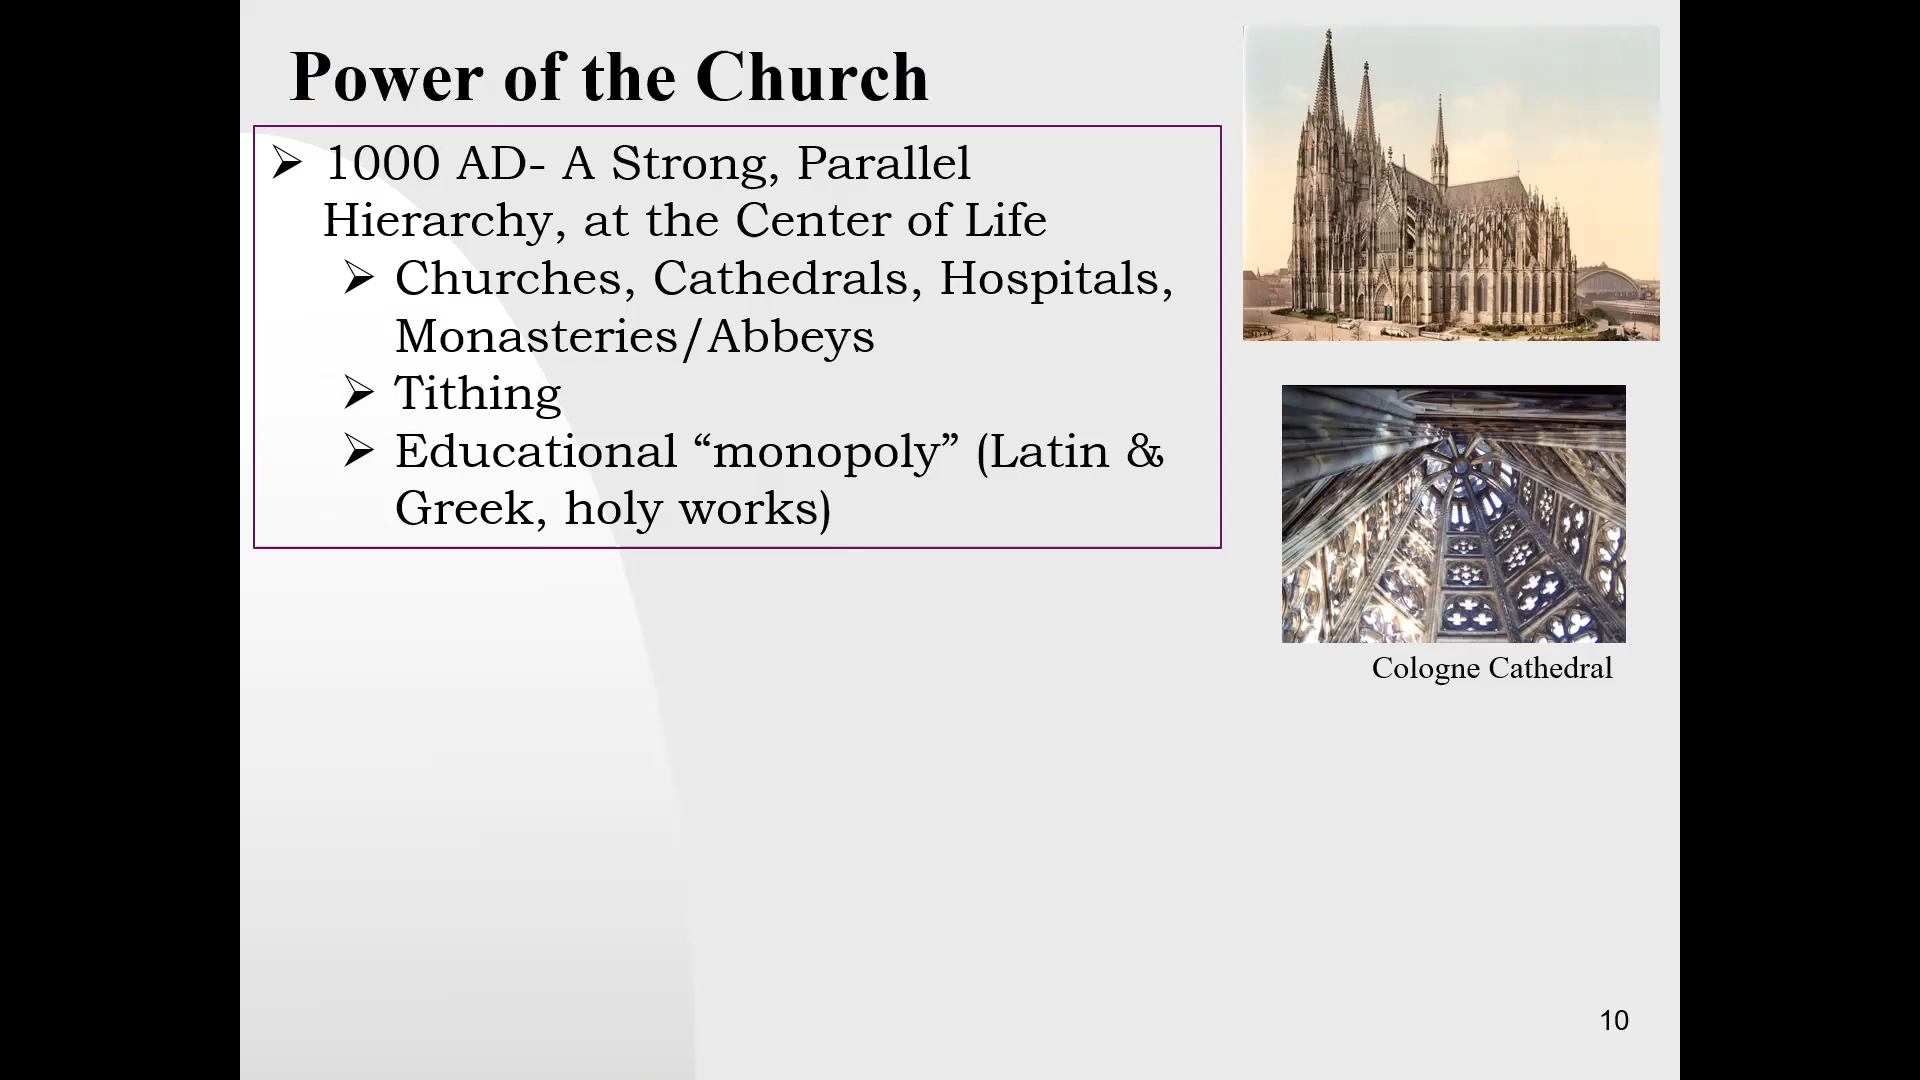 Power of the Church
➢ 1000 AD- A Strong, Parallel
Hierarchy, at the Center of Life
➢ Churches, Cathedrals, Hospitals,
Monasteries/Abbeys
➢ Tithing
➢ Educational “monopoly” (Latin &
Greek, holy works)
Cologne Cathedral
10